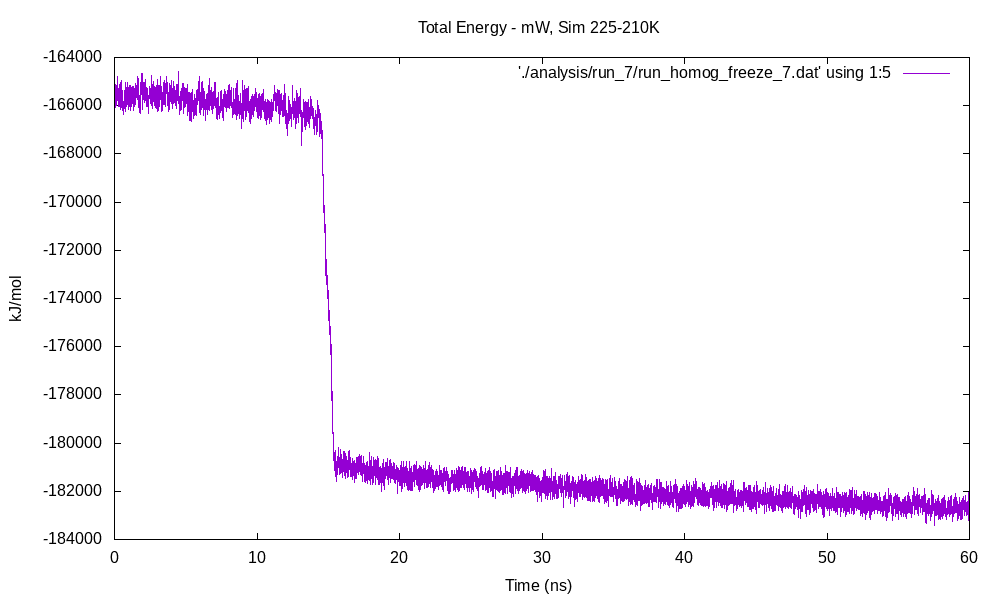 Total Energy - mW, Sim 225-210K
'./analysis/run_7/run_homog_freeze_7.dat' using 1:5
-164000
-166000
-168000
-170000
-172000
-174000
-176000
-178000
-180000
-182000
-184000
kJ/mol
0 10 20 30 40 50 60
Time (ns)